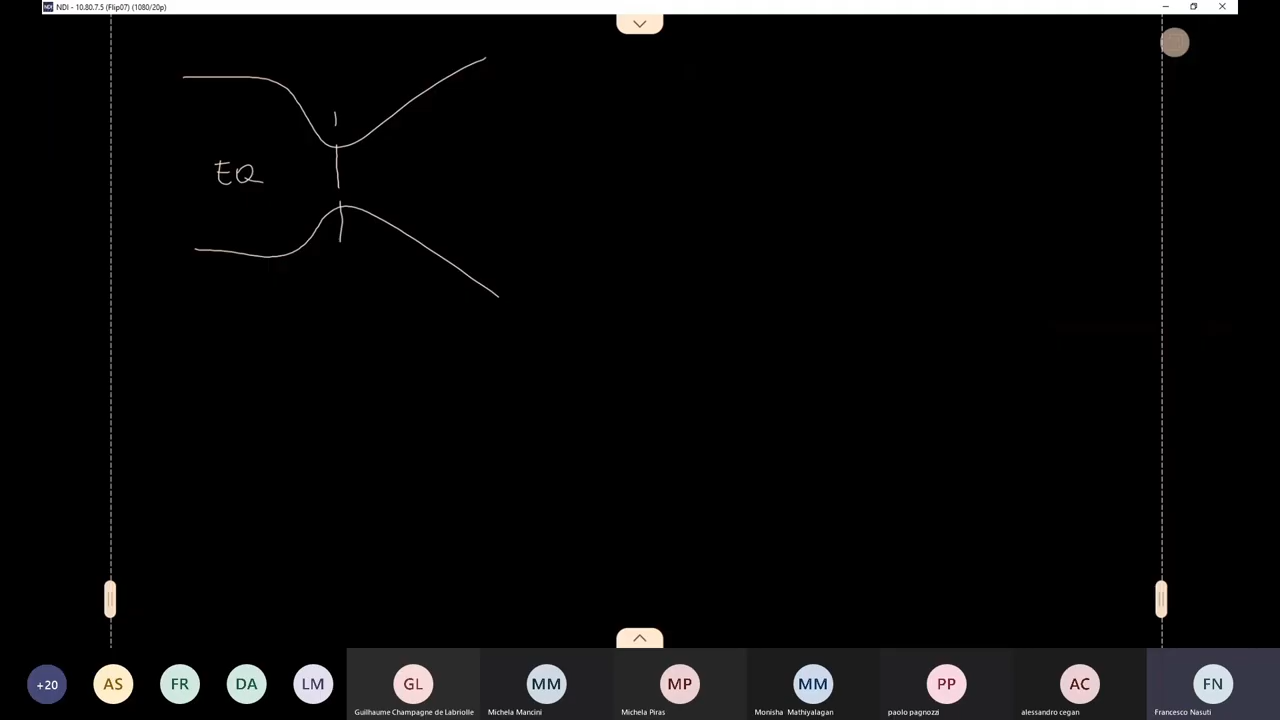 NDI - 10.80.7.5 (Flip07) (1080/20p)
EQ
+20
AS
FR
DA
LM
GL
MM
MP
MM
PP
AC
FN
Guilhaume Champagne de Labriolle
Michela Mancini
Michela Piras
Monisha Mathiyalagan
paolo pagnozzi
alessandro cegan
Francesco Nasuti